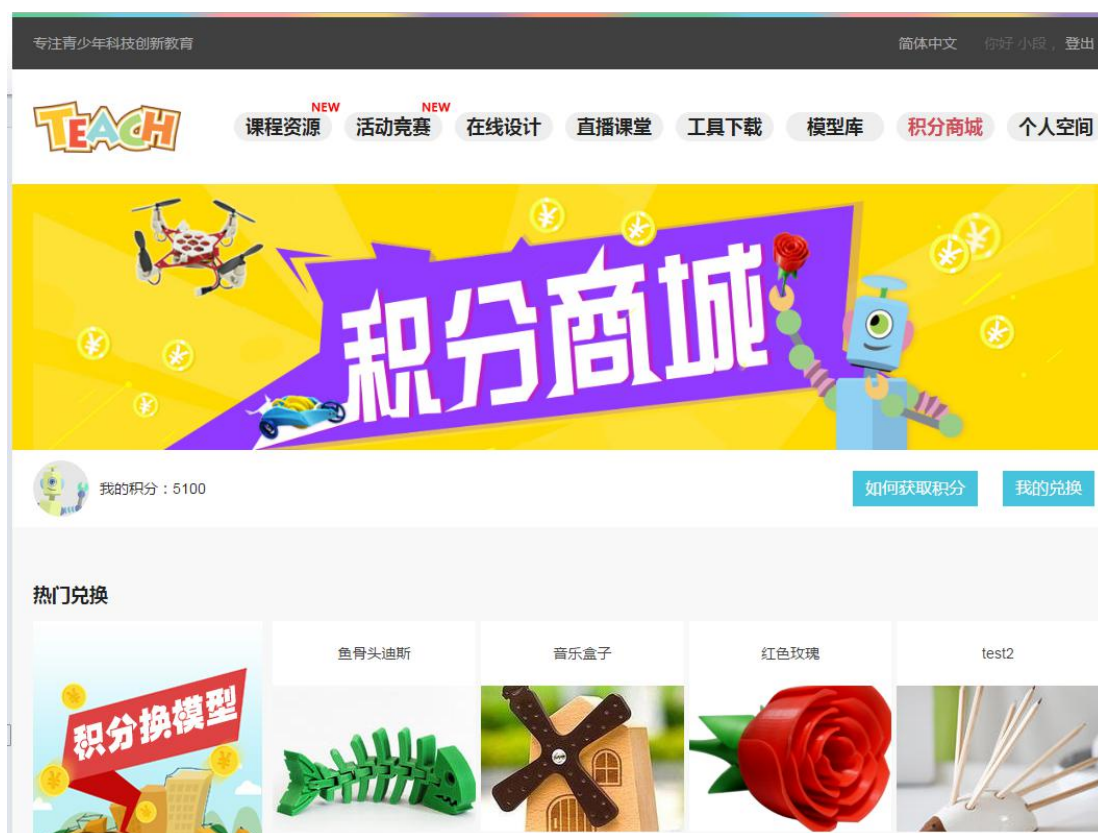 专注青少年科技创新教育
简体中文 你好 小段， 登出
TEACH
NEW NEW
课程资源 活动竞赛 在线设计 直播课堂 工具下载 模型库 积分商城 个人空间
积分商城
我的积分：5100
如何获取积分 我的兑换
热门兑换
积分换模型
鱼骨头迪斯 音乐盒子 红色玫瑰 test2